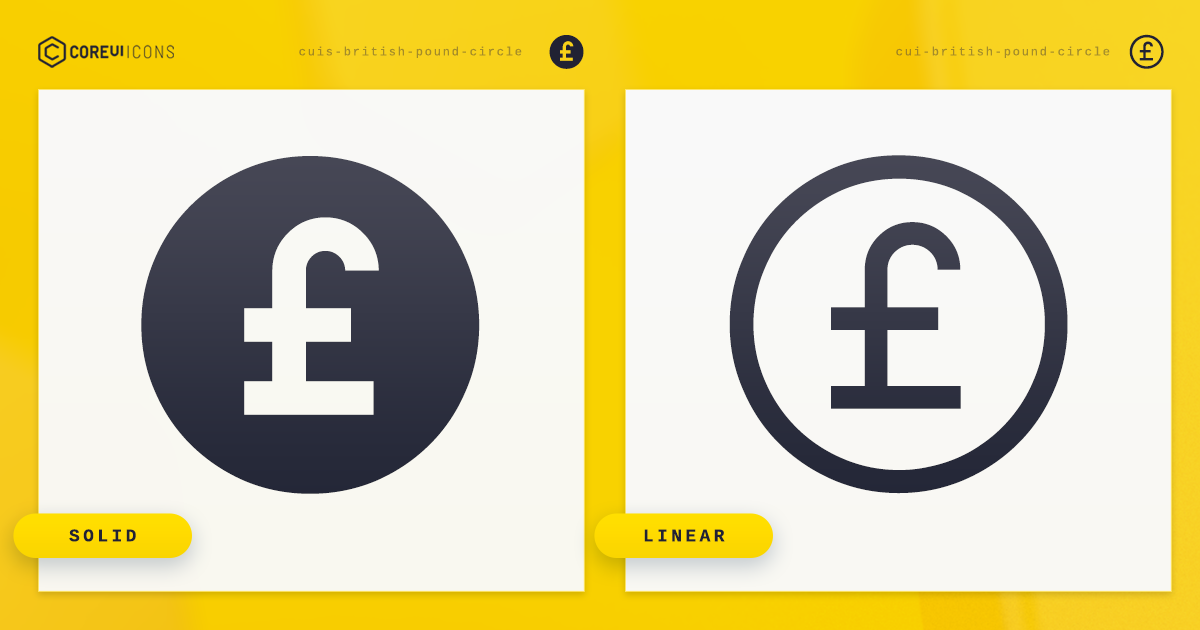 COREUI ICONS
cuis-british-pound-circle
£
cui-british-pound-circle
£
£
£
SOLID
LINEAR